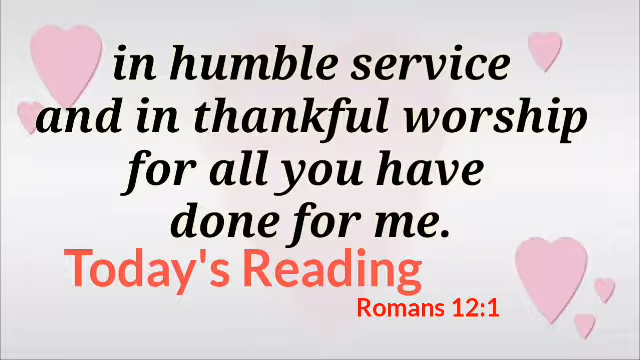 in humble service
and in thankful worship
for all you have
done for me.
Today's Reading
Romans 12:1